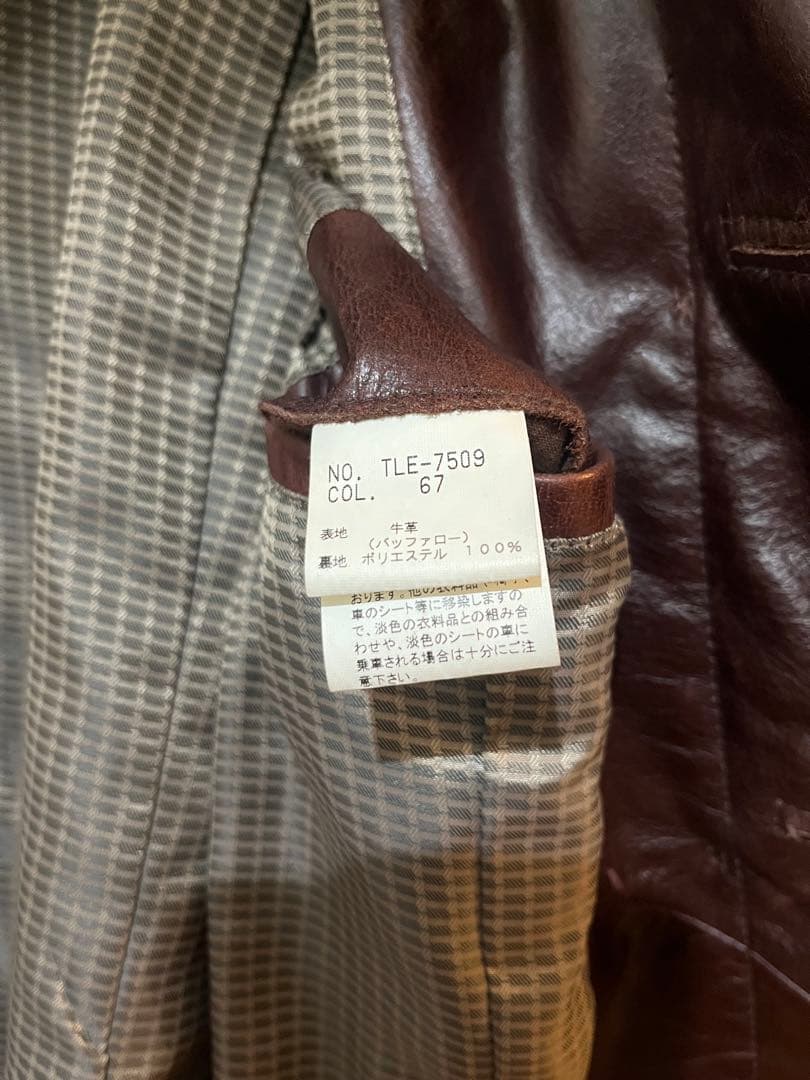 NO. TLE-7509
COL. 67
表地 牛革
(バッファロー)
裏地 ポリエステル 100%
おります。他の衣料品や
車のシート等に移染しますの
で、淡色の衣料品との組み合
わせや、淡色のシートの車に
乗車される場合は十分にご注
意下さい。